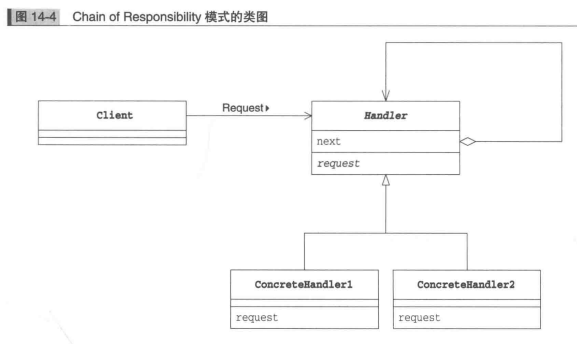 图 14-4 Chain of Responsibility 模式的类图
Client
Request▶
Handler
next
request
ConcreteHandler1
request
ConcreteHandler2
request